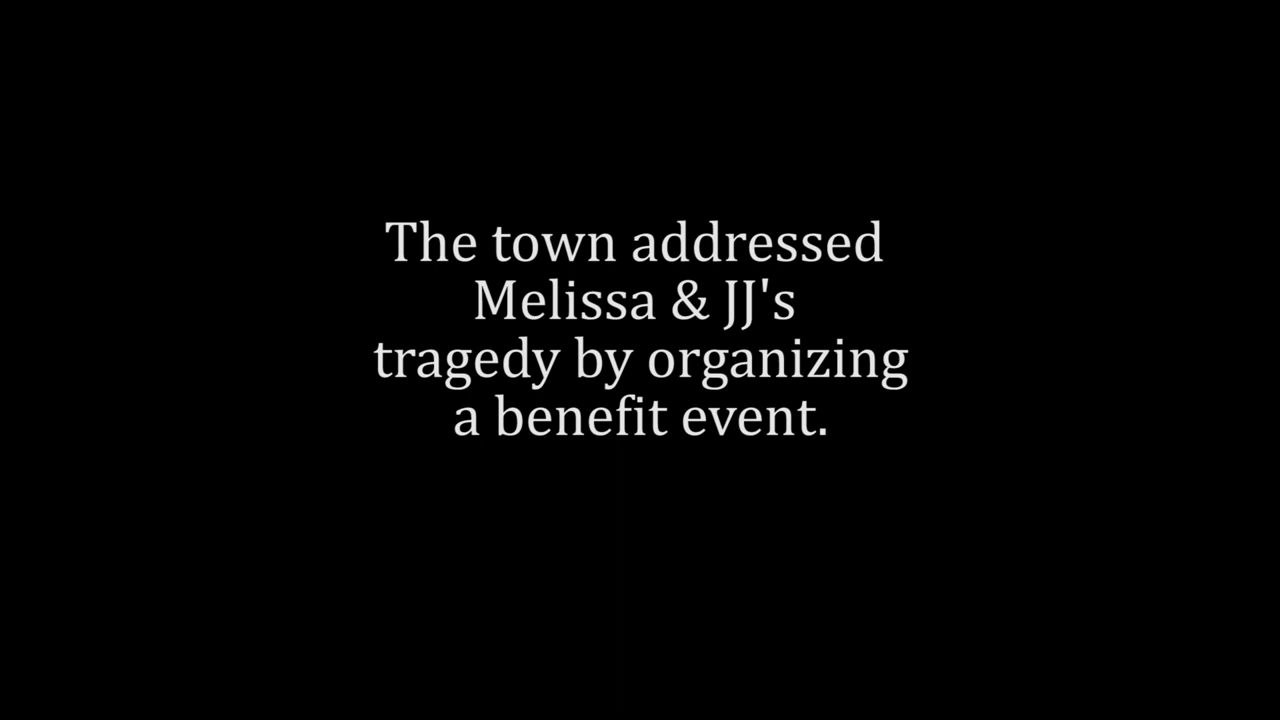 The town addressed
Melissa & JJ's
tragedy by organizing
a benefit event.